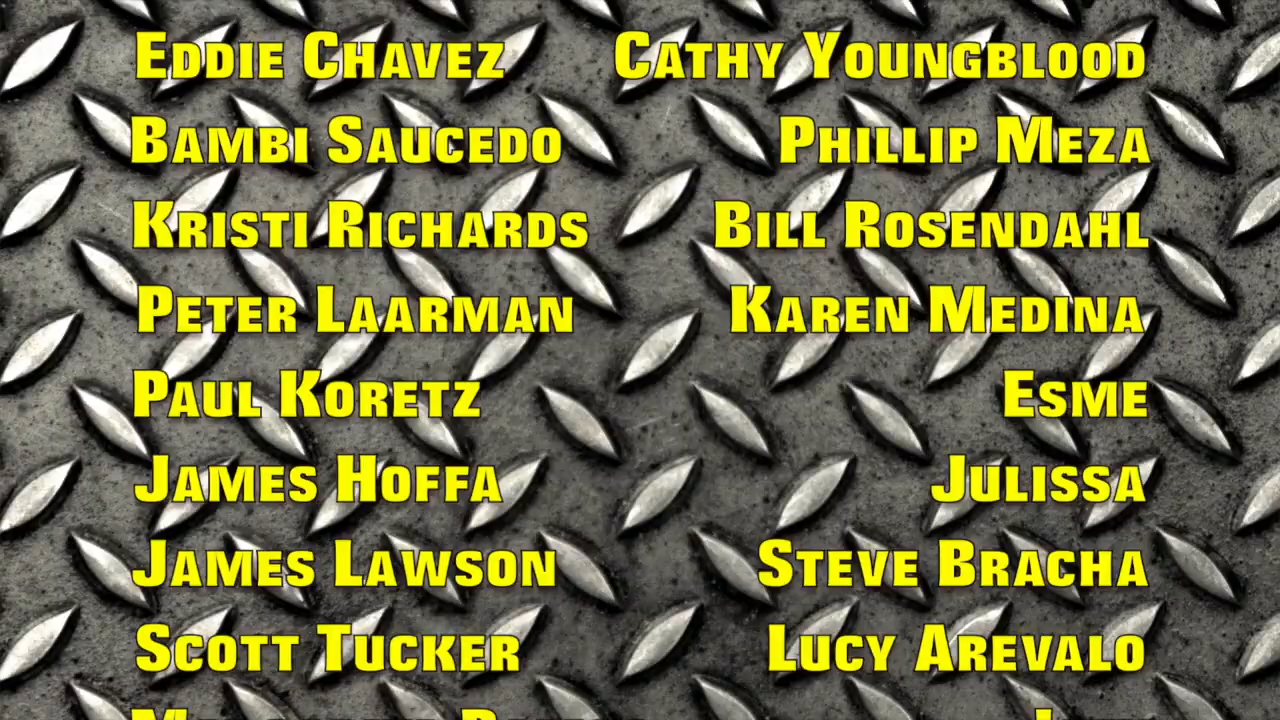 Eddie Chavez Cathy Youngblood
Bambi Saucedo Phillip Meza
Kristi Richards Bill Rosendahl
Peter Laarman Karen Medina
Paul Koretz Esme
James Hoffa Julissa
James Lawson Steve Bracha
Scott Tucker Lucy Arevalo